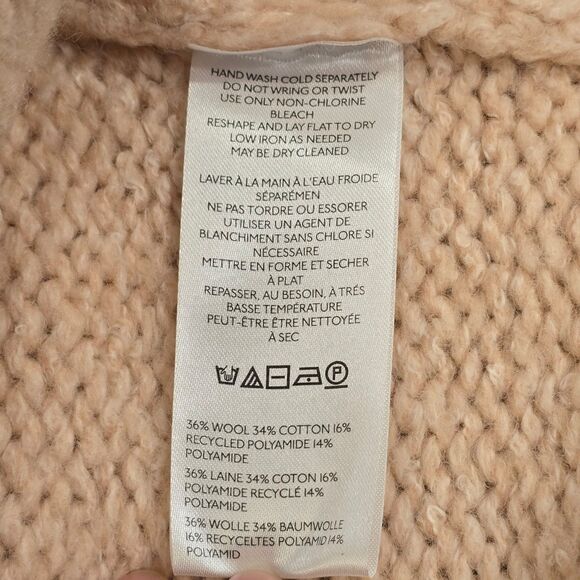 HAND WASH COLD SEPARATELY
DO NOT WRING OR TWIST
USE ONLY NON-CHLORINE
BLEACH
RESHAPE AND LAY FLAT TO DRY
LOW IRON AS NEEDED
MAY BE DRY CLEANED
LAVER À LA MAIN À L'EAU FROIDE
SÉPARÉMEN
NE PAS TORDRE OU ESSORER
UTILISER UN AGENT DE
BLANCHIMENT SANS CHLORE SI
NÉCESSAIRE
METTRE EN FORME ET SECHER
À PLAT
REPASSER, AU BESOIN, À TRÉS
BASSE TEMPÉRATURE
PEUT-ÊTRE ÊTRE NETTOYÉE
À SEC
P
36% WOOL 34% COTTON 16%
RECYCLED POLYAMIDE 14%
POLYAMIDE
36% LAINE 34% COTON 16%
POLYAMIDE RECYCLÉ 14%
POLYAMIDE
36% WOLLE 34% BAUMWOLLE
16% RECYCELTES POLYAMID 14%
POLYAMID